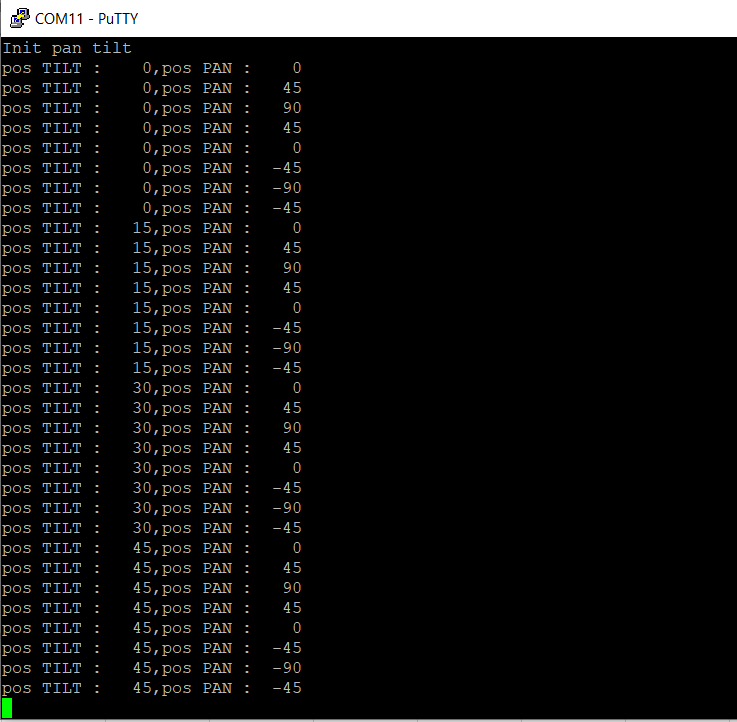 COM11 - PuTTY
Init pan tilt
pos TILT :    0,pos PAN :    0
pos TILT :    0,pos PAN :   45
pos TILT :    0,pos PAN :   90
pos TILT :    0,pos PAN :   45
pos TILT :    0,pos PAN :    0
pos TILT :    0,pos PAN :  -45
pos TILT :    0,pos PAN :  -90
pos TILT :    0,pos PAN :  -45
pos TILT :   15,pos PAN :    0
pos TILT :   15,pos PAN :   45
pos TILT :   15,pos PAN :   90
pos TILT :   15,pos PAN :   45
pos TILT :   15,pos PAN :    0
pos TILT :   15,pos PAN :  -45
pos TILT :   15,pos PAN :  -90
pos TILT :   15,pos PAN :  -45
pos TILT :   30,pos PAN :    0
pos TILT :   30,pos PAN :   45
pos TILT :   30,pos PAN :   90
pos TILT :   30,pos PAN :   45
pos TILT :   30,pos PAN :    0
pos TILT :   30,pos PAN :  -45
pos TILT :   30,pos PAN :  -90
pos TILT :   30,pos PAN :  -45
pos TILT :   45,pos PAN :    0
pos TILT :   45,pos PAN :   45
pos TILT :   45,pos PAN :   90
pos TILT :   45,pos PAN :   45
pos TILT :   45,pos PAN :    0
pos TILT :   45,pos PAN :  -45
pos TILT :   45,pos PAN :  -90
pos TILT :   45,pos PAN :  -45